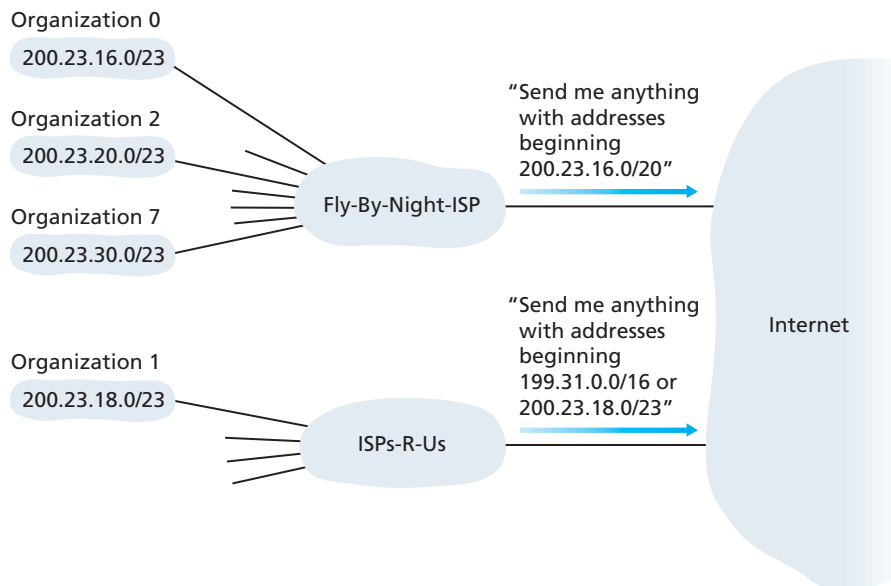 Organization 0
200.23.16.0/23
Organization 2
200.23.20.0/23
Organization 7
200.23.30.0/23
Fly-By-Night-ISP
“Send me anything
with addresses
beginning
200.23.16.0/20”
Organization 1
200.23.18.0/23
ISPs-R-Us
“Send me anything
with addresses
beginning
199.31.0.0/16 or
200.23.18.0/23”
Internet